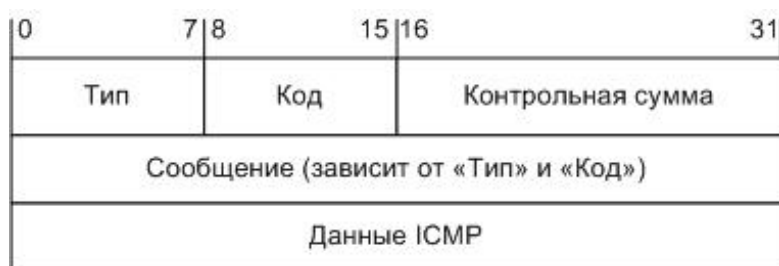 0 7 8 15 16 31
Тип Код Контрольная сумма
Сообщение (зависит от «Тип» и «Код»)
Данные ICMP